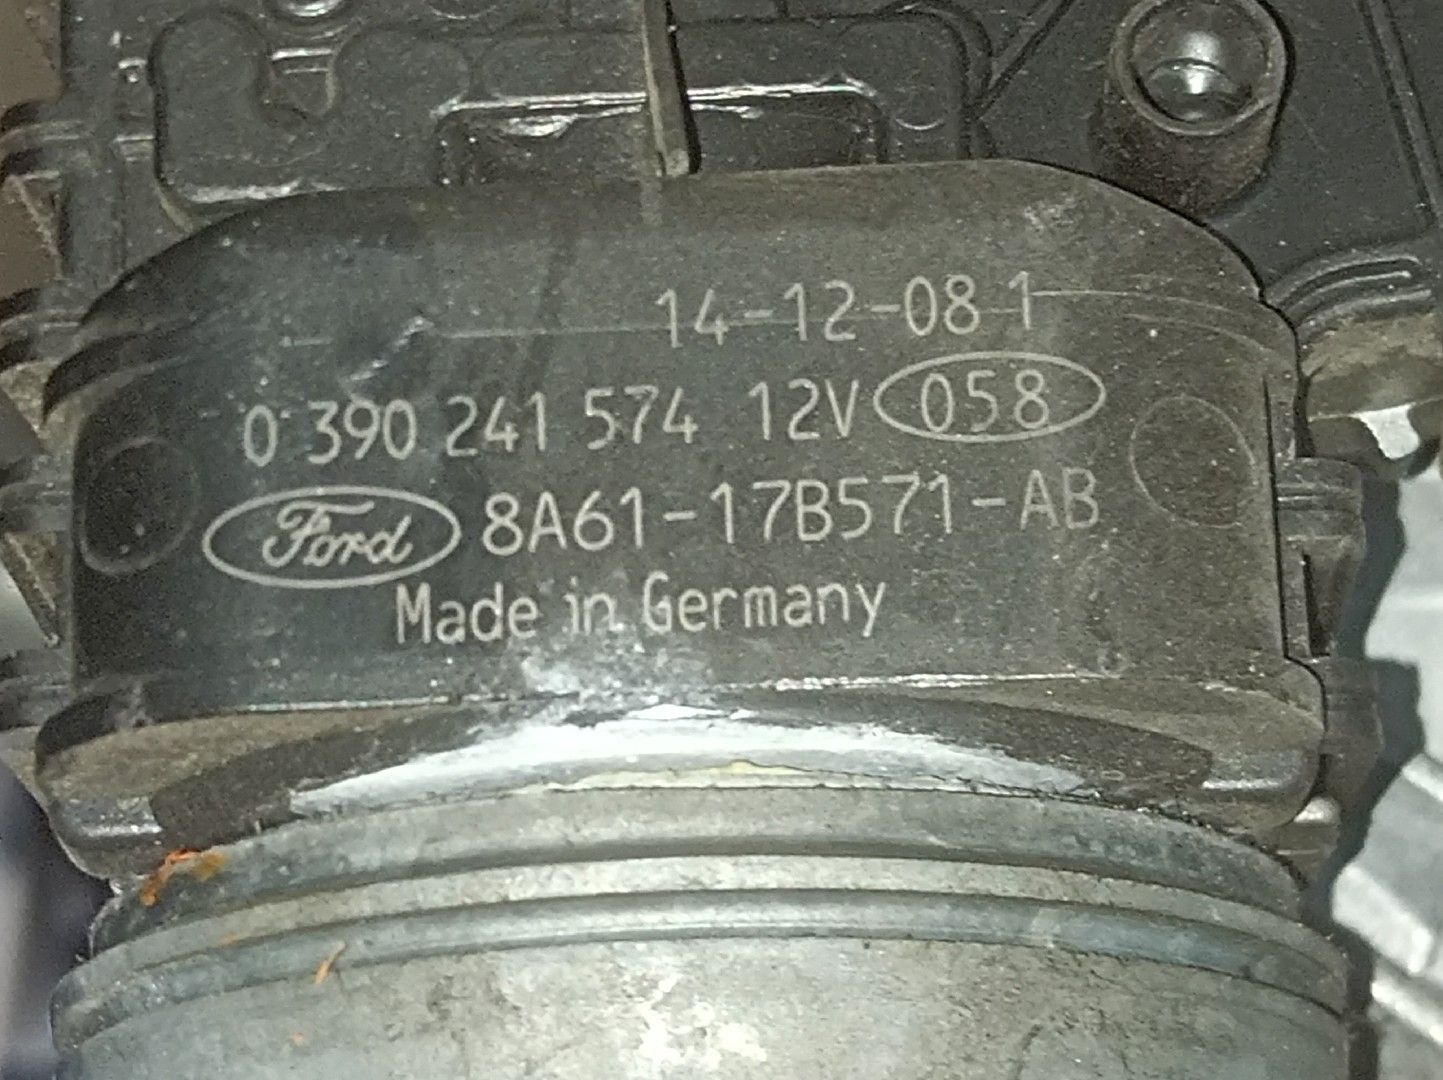 14-12-08 1
0 390 241 574 12V 058
Ford 8A61-17B571-AB
Made in Germany